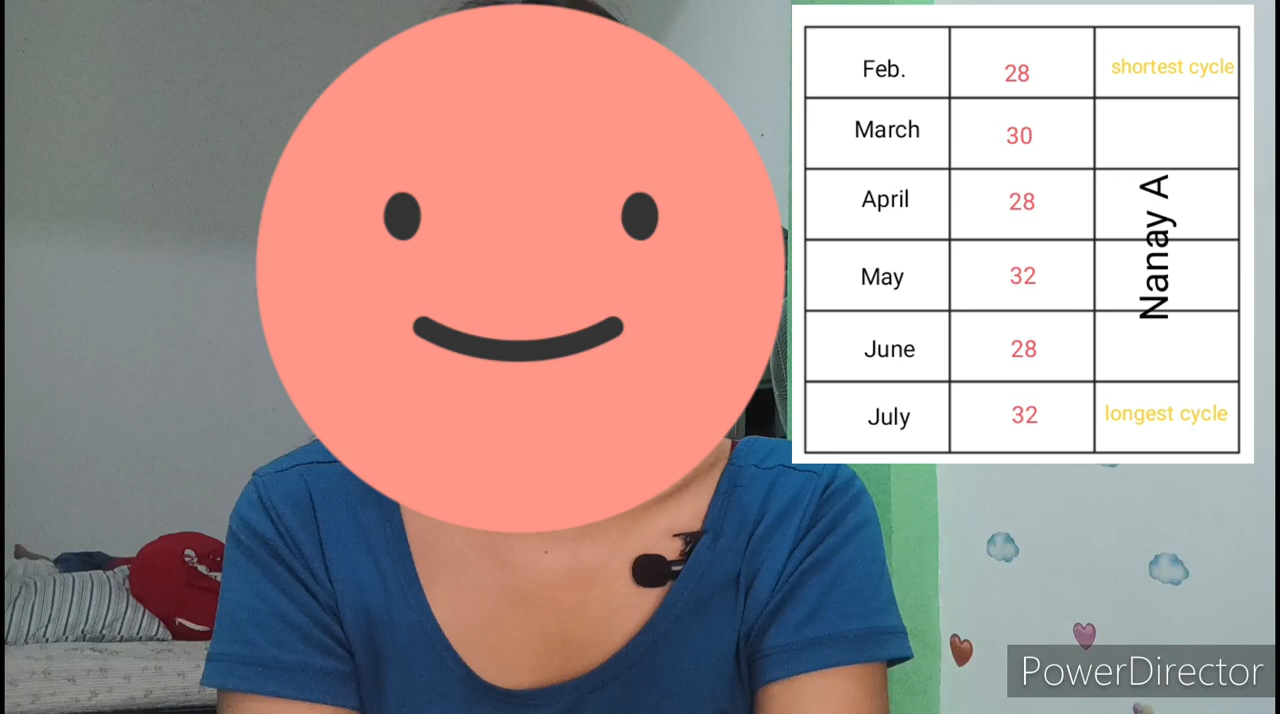 Feb. 28 shortest cycle
March 30
April 28
May 32
June 28
July 32 longest cycle
Nanay A
PowerDirector